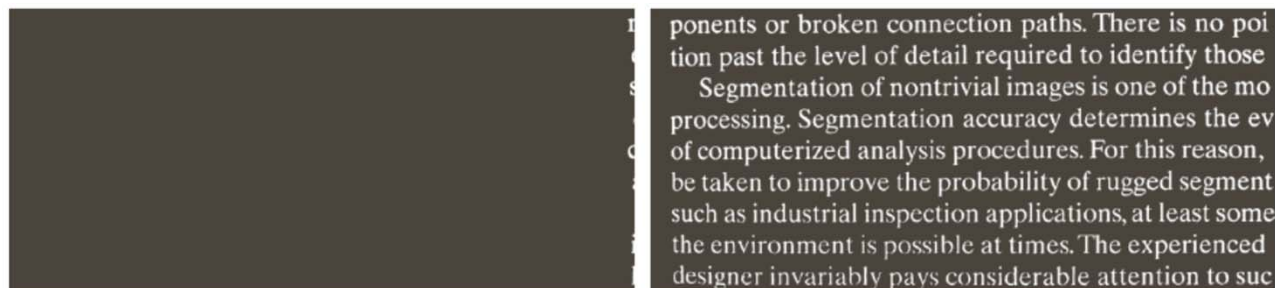 ponents or broken connection paths. There is no poi
tion past the level of detail required to identify those
Segmentation of nontrivial images is one of the mo
processing. Segmentation accuracy determines the ev
of computerized analysis procedures. For this reason,
be taken to improve the probability of rugged segment
such as industrial inspection applications, at least some
the environment is possible at times. The experienced
designer invariably pays considerable attention to suc